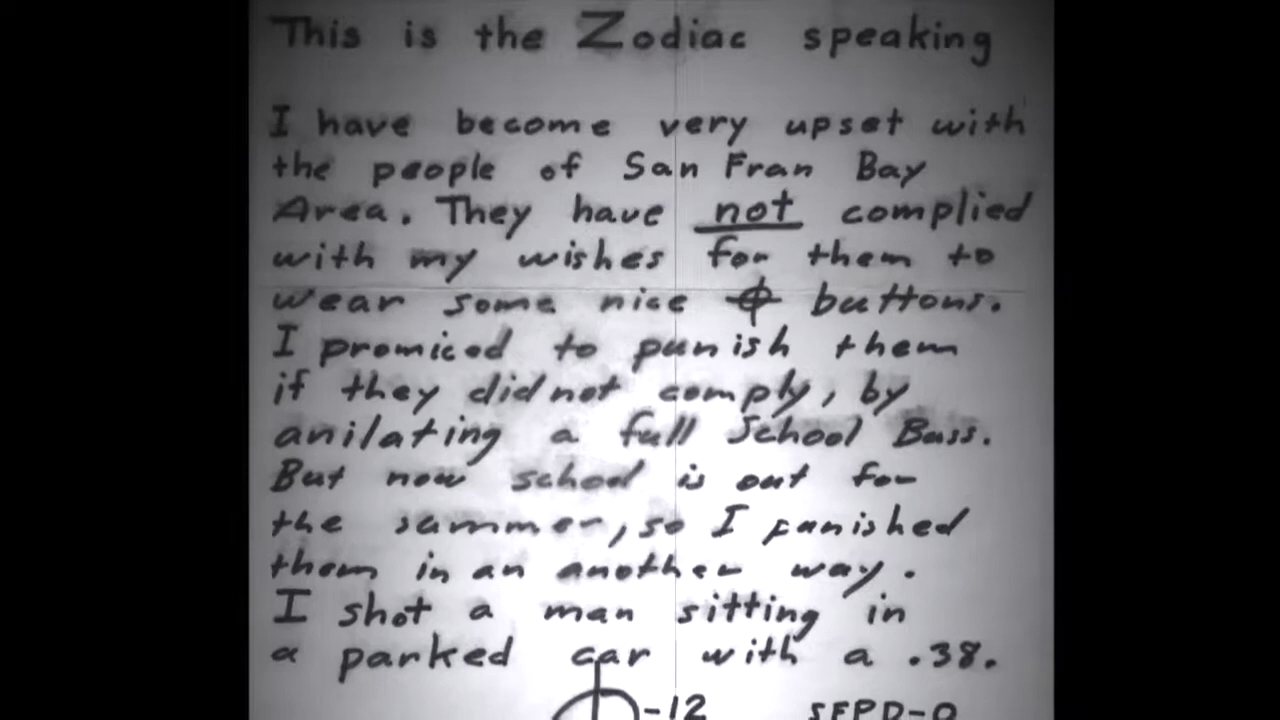 This is the Zodiac speaking
I have become very upset with
the people of San Fran Bay
Area. They have not complied
with my wishes for them to
wear some nice ⌖ buttons.
I promiced to punish them
if they did not comply, by
anilating a full School Buss.
But now school is out for
the summer, so I punished
them in an another way.
I shot a man sitting in
a parked car with a .38.
-12 SFPD-0